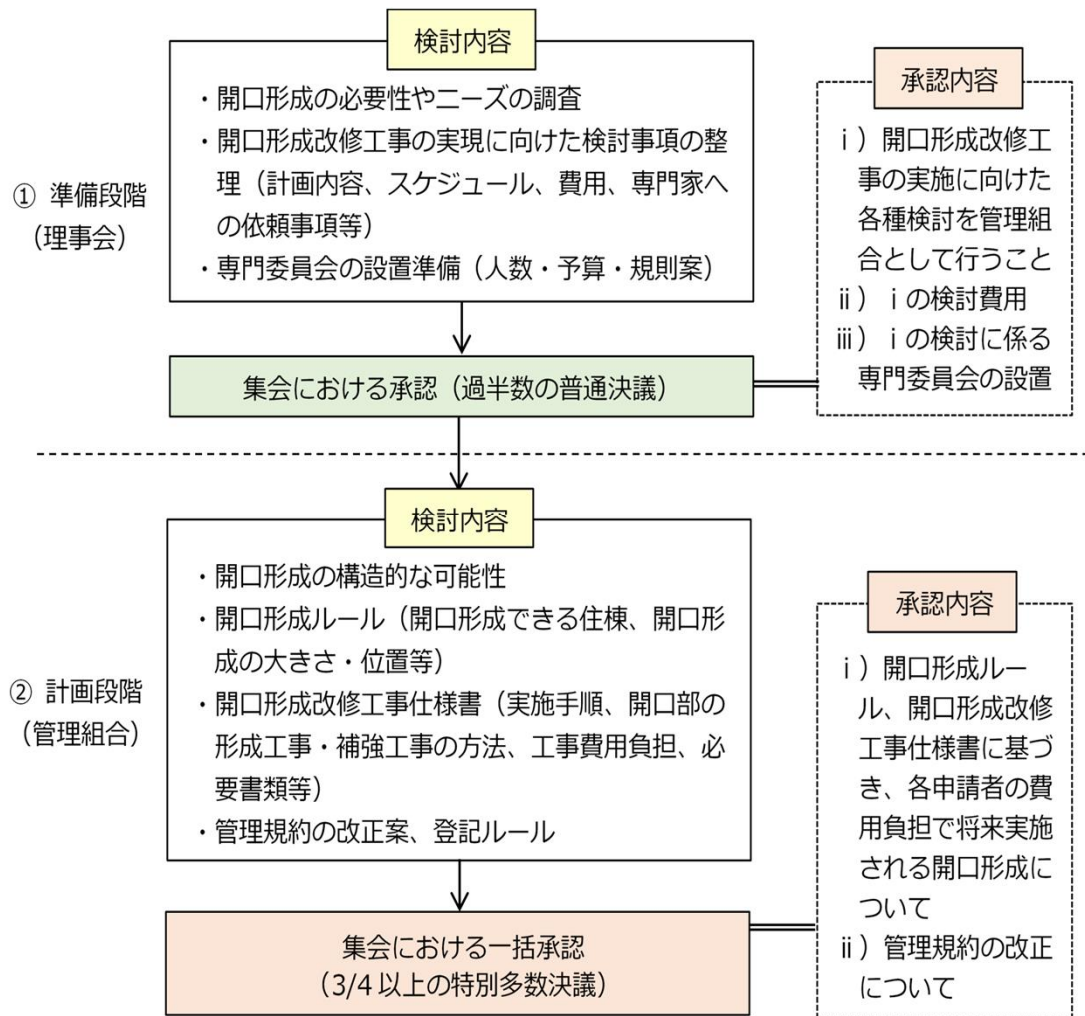 検討内容
・開口形成の必要性やニーズの調査
・開口形成改修工事の実現に向けた検討事項の整
理（計画内容、スケジュール、費用、専門家へ
の依頼事項等）
・専門委員会の設置準備（人数・予算・規則案）
① 準備段階
（理事会）
集会における承認（過半数の普通決議）
承認内容
ⅰ）開口形成改修工
事の実施に向けた
各種検討を管理組
合として行うこと
ⅱ）ⅰの検討費用
ⅲ）ⅰの検討に係る
専門委員会の設置
検討内容
・開口形成の構造的な可能性
・開口形成ルール（開口形成できる住棟、開口形
成の大きさ・位置等）
・開口形成改修工事仕様書（実施手順、開口部の
形成工事・補強工事の方法、工事費用負担、必
要書類等）
・管理規約の改正案、登記ルール
② 計画段階
（管理組合）
集会における一括承認
（3/4 以上の特別多数決議）
承認内容
ⅰ）開口形成ルー
ル、開口形成改修
工事仕様書に基づ
き、各申請者の費
用負担で将来実施
される開口形成に
ついて
ⅱ）管理規約の改正
について